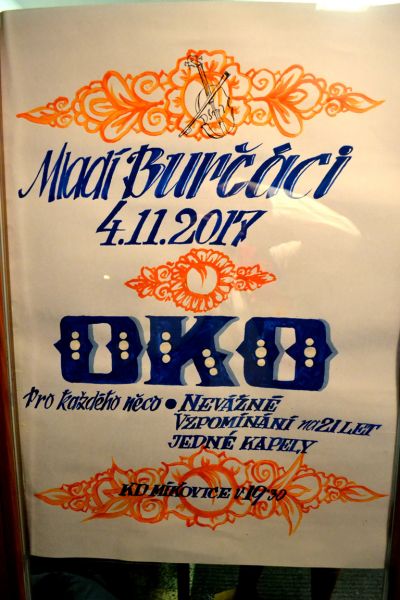 Mladí Burčáci
4.11.2017
OKO
Pro každého něco • NEVÁŽNÉ
VZPOMÍNÁNÍ na 21 LET
JEDNÉ KAPELY
KD MÍKOVICE v 19 30